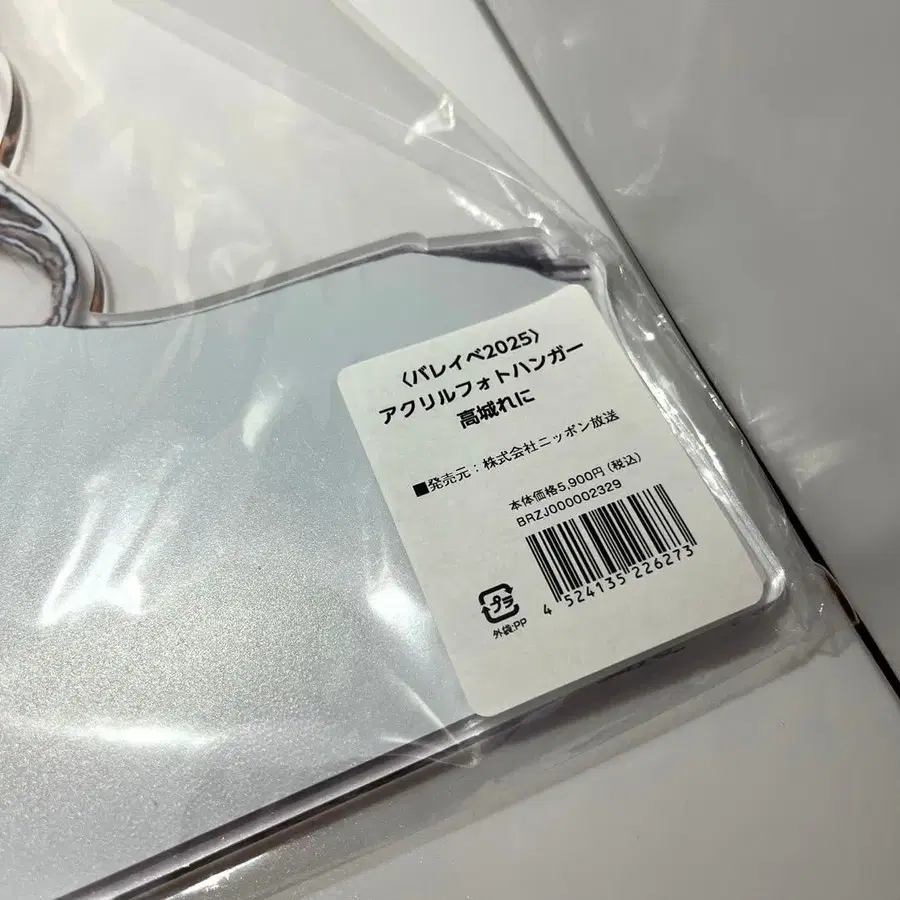 〈バレイベ2025〉
アクリルフォトハンガー
高城れに
■発売元：株式会社ニッポン放送
本体価格5,900円(税込)
BRZJ000002329
4 524135 226273
プラ
外袋:PP